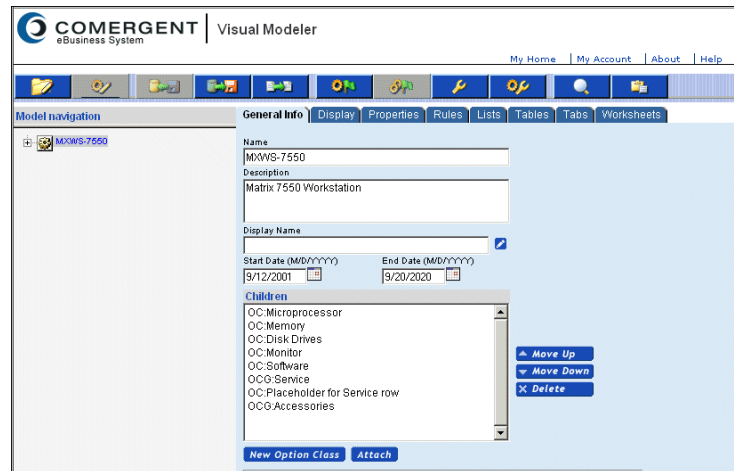 COMERGENT
eBusiness System
Visual Modeler
My Home | My Account | About | Help
Model navigation
General Info Display Properties Rules Lists Tables Tabs Worksheets
MXWS-7550
Name
MXWS-7550
Description
Matrix 7550 Workstation
Display Name
Start Date (M/D/YYYY) End Date (M/D/YYYY)
9/12/2001 9/20/2020
Children
OC:Microprocessor
OC:Memory
OC:Disk Drives
OC:Monitor
OC:Software
OCG:Service
OC:Placeholder for Service row
OCG:Accessories
Move Up
Move Down
Delete
New Option Class Attach